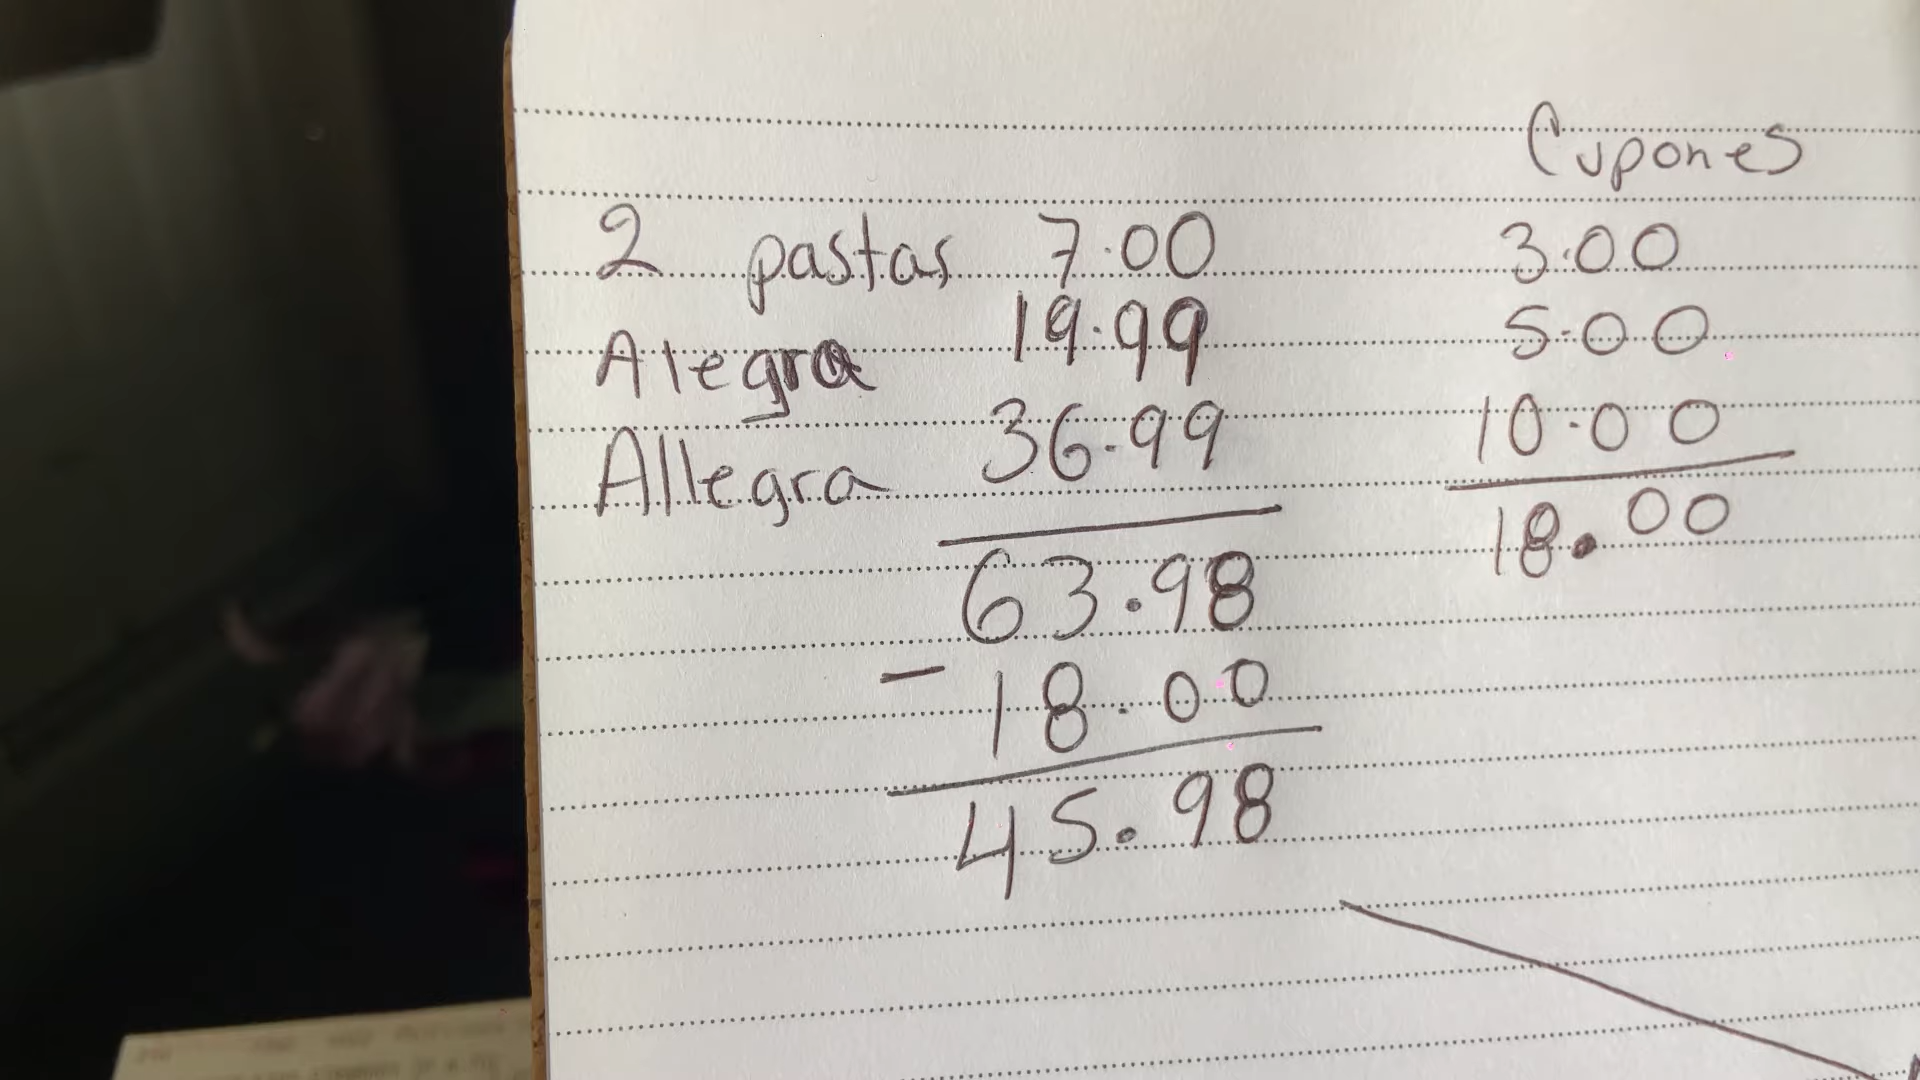 Cupones
2 pastas 7.00 3.00
Alegra 19.99 5.00
Allegra 36.99 10.00
63.98 18.00
- 18.00
45.98